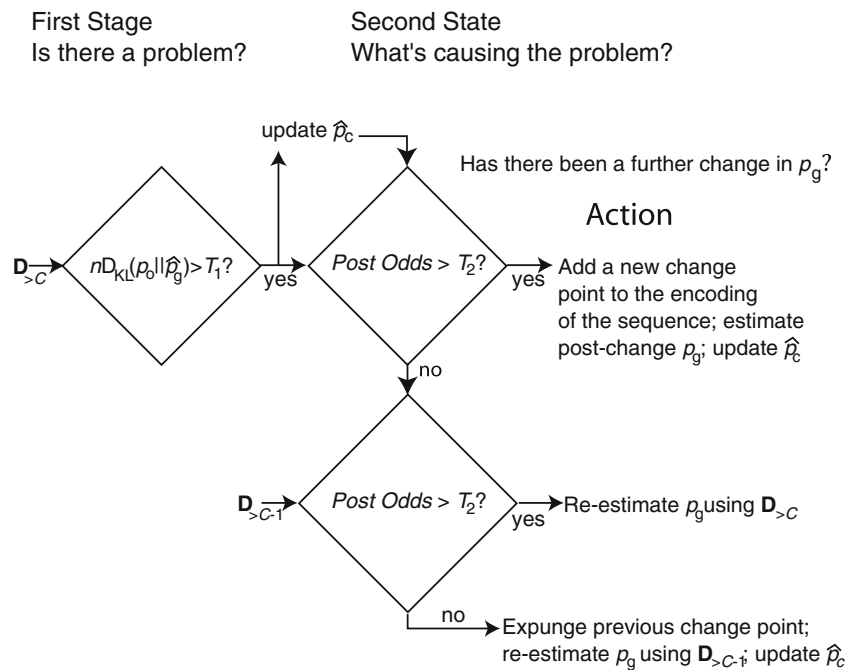 First Stage
Is there a problem?
Second State
What's causing the problem?
update p̂c
Has there been a further change in pg?
Action
D>C
nDKL(po||p̂g)>T1?
yes
Post Odds > T2?
yes
Add a new change
point to the encoding
of the sequence; estimate
post-change pg; update p̂c
no
D>C-1
Post Odds > T2?
yes
Re-estimate pg using D>C
no
Expunge previous change point;
re-estimate pg using D>C-1; update p̂c